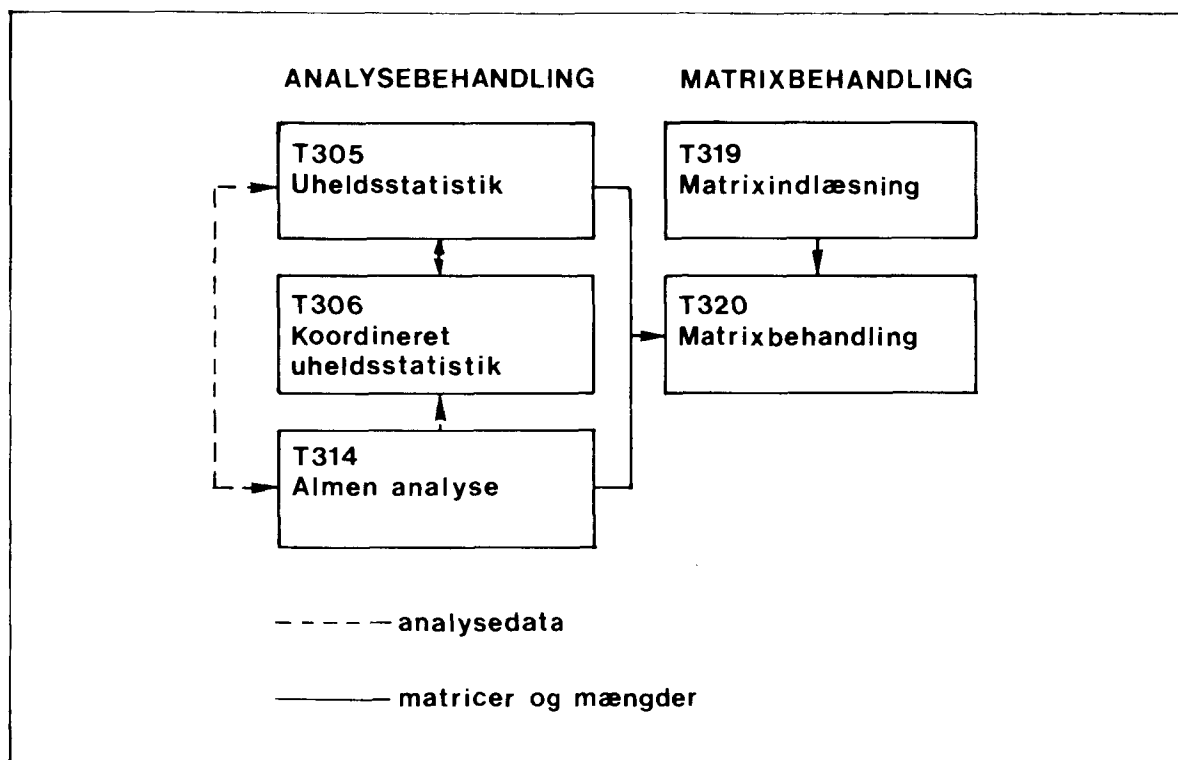 ANALYSEBEHANDLING
MATRIXBEHANDLING
T305
Uheldsstatistik
T319
Matrixindlæsning
T306
Koordineret
uheldsstatistik
T320
Matrixbehandling
T314
Almen analyse
analysedata
matricer og mængder